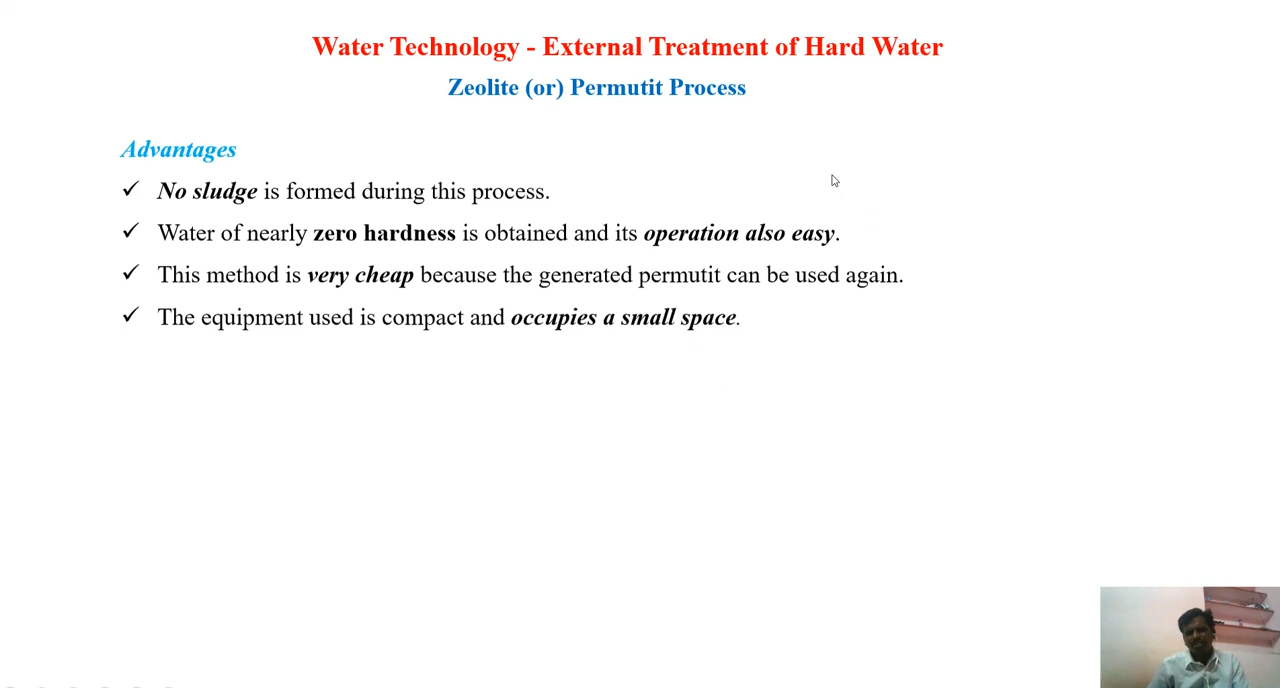 Water Technology - External Treatment of Hard Water
Zeolite (or) Permutit Process
Advantages
✓ No sludge is formed during this process.
✓ Water of nearly zero hardness is obtained and its operation also easy.
✓ This method is very cheap because the generated permutit can be used again.
✓ The equipment used is compact and occupies a small space.